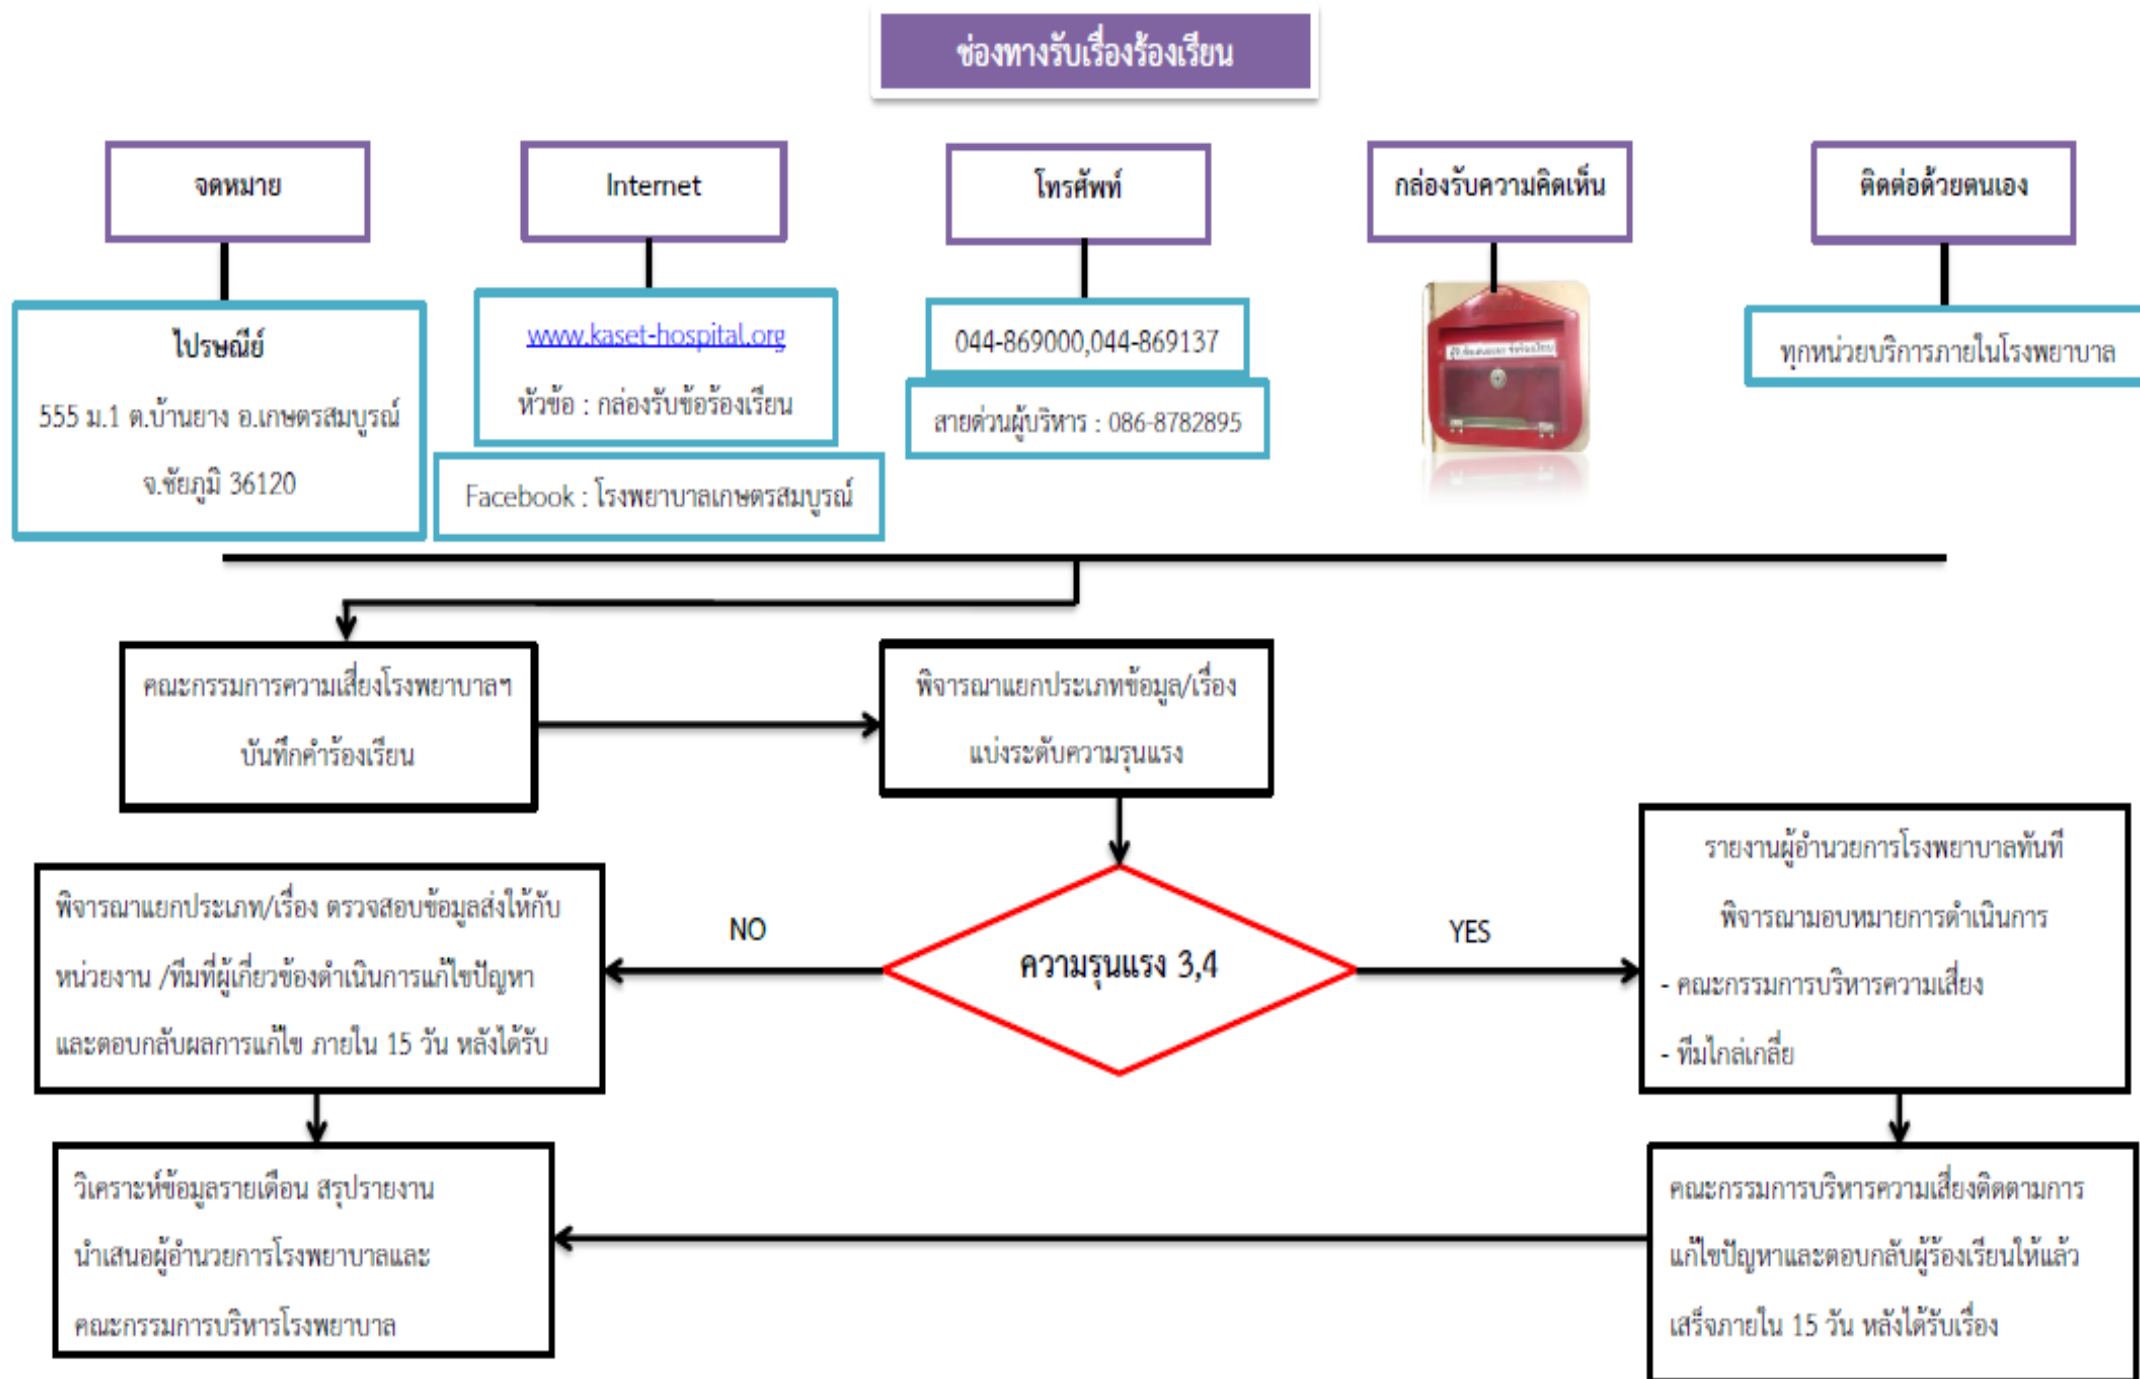 ช่องทางรับเรื่องร้องเรียน
จดหมาย
Internet
โทรศัพท์
กล่องรับความคิดเห็น
ติดต่อด้วยตนเอง
ไปรษณีย์
555 ม.1 ต.บ้านยาง อ.เกษตรสมบูรณ์
จ.ชัยภูมิ 36120
www.kaset-hospital.org
หัวข้อ : กล่องรับข้อร้องเรียน
Facebook : โรงพยาบาลเกษตรสมบูรณ์
044-869000,044-869137
สายด่วนผู้บริหาร : 086-8782895
ทุกหน่วยบริการภายในโรงพยาบาล
คณะกรรมการความเสี่ยงโรงพยาบาลฯ
บันทึกคำร้องเรียน
พิจารณาแยกประเภทข้อมูล/เรื่อง
แบ่งระดับความรุนแรง
ความรุนแรง 3,4
NO
YES
พิจารณาแยกประเภท/เรื่อง ตรวจสอบข้อมูลส่งให้กับ
หน่วยงาน /ทีมที่ผู้เกี่ยวข้องดำเนินการแก้ไขปัญหา
และตอบกลับผลการแก้ไข ภายใน 15 วัน หลังได้รับ
รายงานผู้อำนวยการโรงพยาบาลทันที
พิจารณามอบหมายการดำเนินการ
- คณะกรรมการบริหารความเสี่ยง
- ทีมไกล่เกลี่ย
วิเคราะห์ข้อมูลรายเดือน สรุปรายงาน
นำเสนอผู้อำนวยการโรงพยาบาลและ
คณะกรรมการบริหารโรงพยาบาล
คณะกรรมการบริหารความเสี่ยงติดตามการ
แก้ไขปัญหาและตอบกลับผู้ร้องเรียนให้แล้ว
เสร็จภายใน 15 วัน หลังได้รับเรื่อง